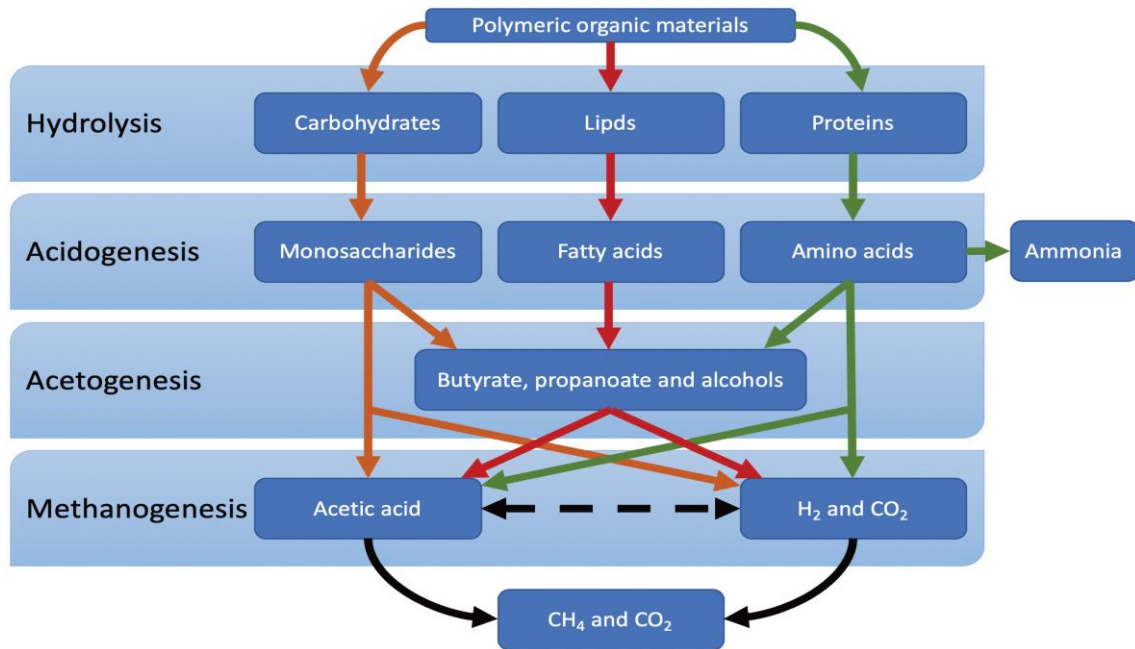 Polymeric organic materials
Hydrolysis
Carbohydrates
Lipds
Proteins
Acidogenesis
Monosaccharides
Fatty acids
Amino acids
Ammonia
Acetogenesis
Butyrate, propanoate and alcohols
Methanogenesis
Acetic acid
H₂ and CO₂
CH₄ and CO₂